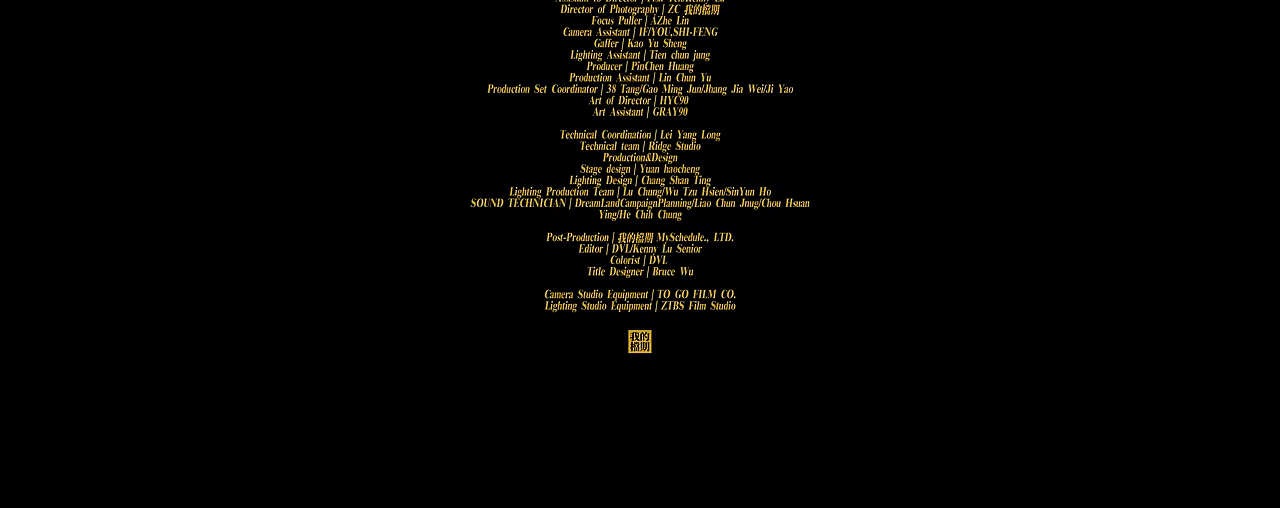 Director of Photography | ZC 我的檔期
Focus Puller | AZhe Lin
Camera Assistant | IF/YOU,SHI-FENG
Gaffer | Kao Yu Sheng
Lighting Assistant | Tien chun jung
Producer | PinChen Huang
Production Assistant | Lin Chun Yu
Production Set Coordinator | 38 Tang/Gao Ming Jun/Jhang Jia Wei/Ji Yao
Art of Director | HYC90
Art Assistant | GRAY90
Technical Coordination | Lei Yang Long
Technical team | Ridge Studio
Production&Design
Stage design | Yuan haocheng
Lighting Design | Chang Shan Ting
Lighting Production Team | Lu Chung/Wu Tzu Hsien/SinYun Ho
SOUND TECHNICIAN | DreamLandCampaignPlanning/Liao Chun Jnug/Chou Hsuan
Ying/He Chih Chung
Post-Production | 我的檔期 MySchedule., LTD.
Editor | DVL/Kenny Lu Senior
Colorist | DVL
Title Designer | Bruce Wu
Camera Studio Equipment | TO GO FILM CO.
Lighting Studio Equipment | ZTBS Film Studio
我的
檔期